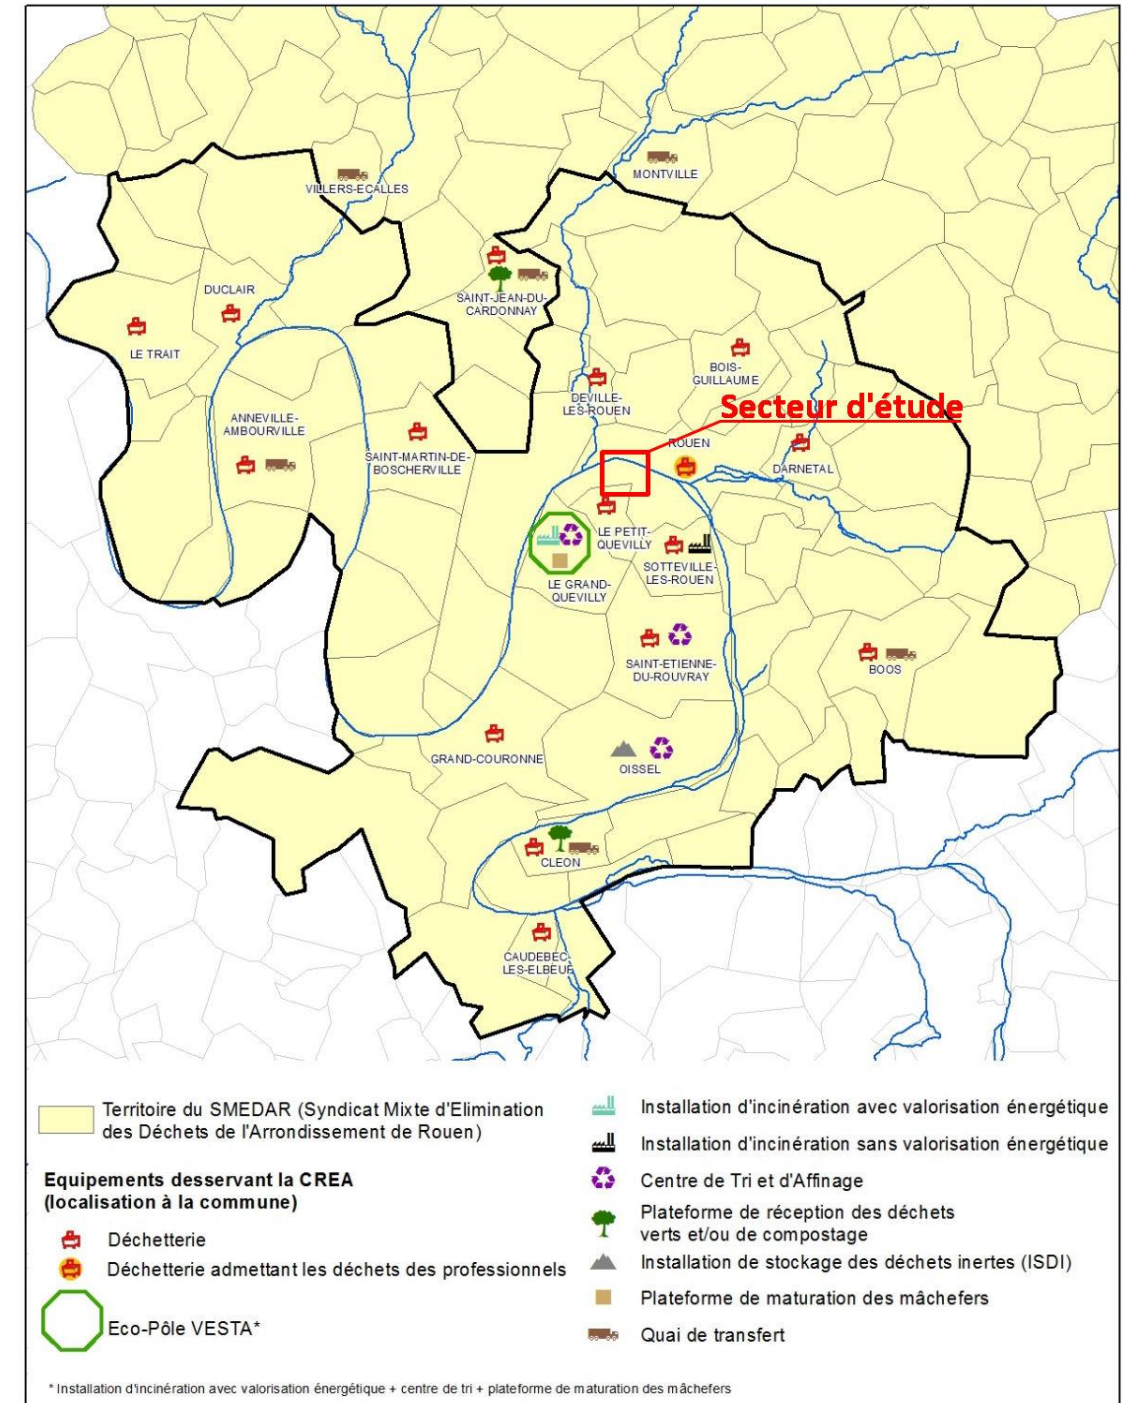 MONTVILLE
VILLERS-ECALLES
DUCLAIR
SAINT-JEAN-DU-
CARDONNAY
LE TRAIT
BOIS-
GUILLAUME
DEVILLE-
LES-ROUEN
Secteur d'étude
ANNEVILLE-
AMBOURVILLE
ROUEN
SAINT-MARTIN-DE-
BOSCHERVILLE
DARNETAL
LE PETIT-
QUEVILLY
SOTTEVILLE-
LES-ROUEN
LE GRAND-
QUEVILLY
SAINT-ETIENNE-
DU-ROUVRAY
BOOS
GRAND-COURONNE
OISSEL
CLEON
CAUDEBEC-
LES-ELBEUF
Territoire du SMEDAR (Syndicat Mixte d'Elimination
des Déchets de l'Arrondissement de Rouen)
Equipements desservant la CREA
(localisation à la commune)
Déchetterie
Déchetterie admettant les déchets des professionnels
Eco-Pôle VESTA*
Installation d'incinération avec valorisation énergétique
Installation d'incinération sans valorisation énergétique
Centre de Tri et d'Affinage
Plateforme de réception des déchets
verts et/ou de compostage
Installation de stockage des déchets inertes (ISDI)
Plateforme de maturation des mâchefers
Quai de transfert
* Installation d'incinération avec valorisation énergétique + centre de tri + plateforme de maturation des mâchefers